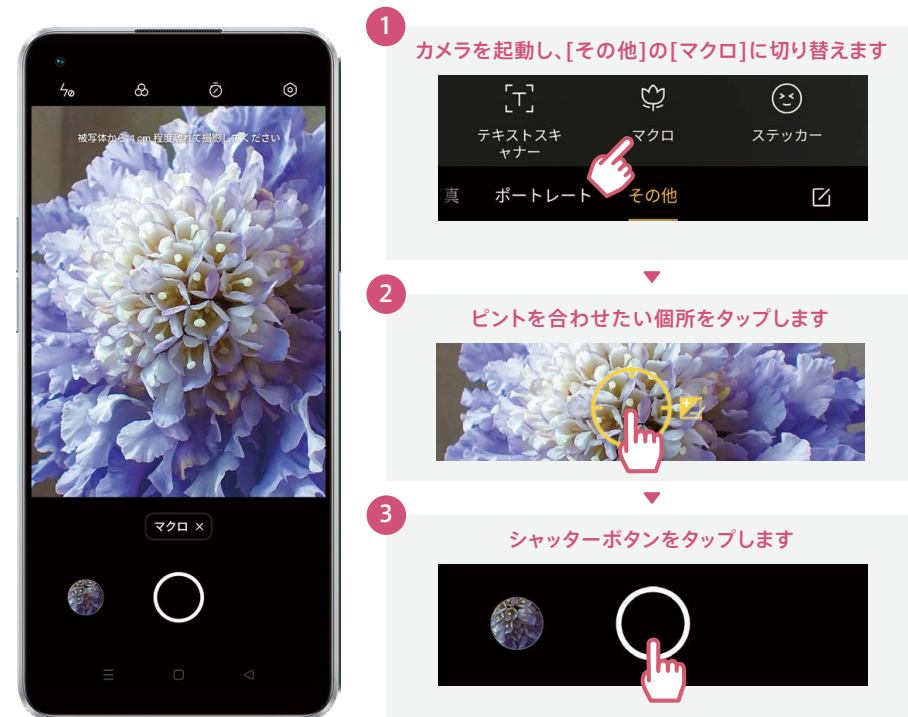 被写体から 4 cm 程度離れて撮影してください
マクロ ×
1
カメラを起動し、[その他]の[マクロ]に切り替えます
テキストスキ
ャナー
マクロ
ステッカー
真
ポートレート
その他
2
ピントを合わせたい個所をタップします
3
シャッターボタンをタップします